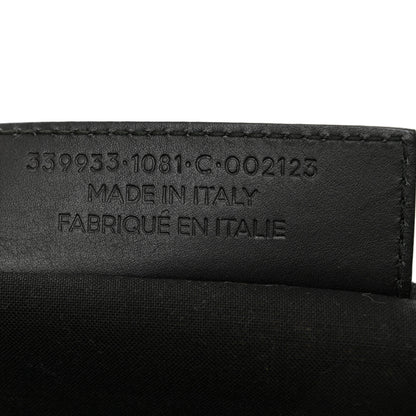 339933·1081·C·002123
MADE IN ITALY
FABRIQUÉ EN ITALIE